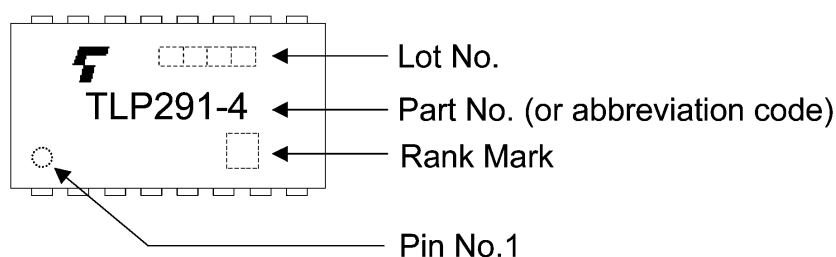 Lot No.
TLP291-4
Part No. (or abbreviation code)
Rank Mark
Pin No.1